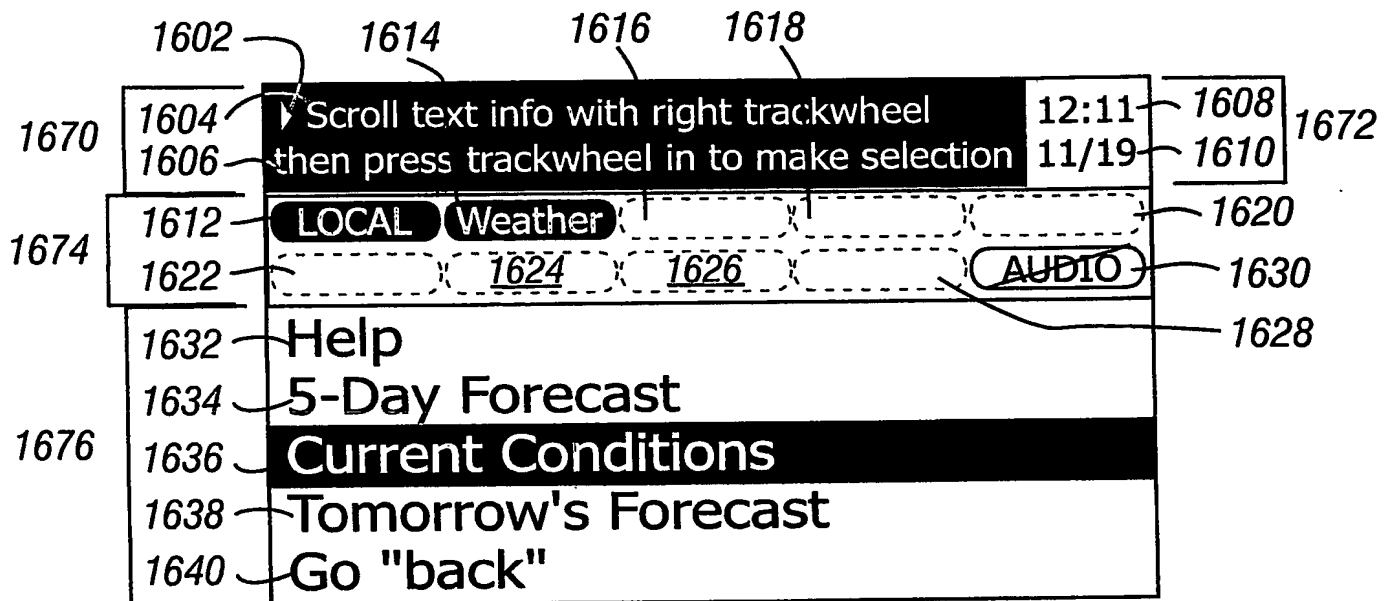 1602 1614 1616 1618
1604 Scroll text info with right trackwheel 12:11 1608
1670 1672
1606 then press trackwheel in to make selection 11/19 1610
1612 LOCAL Weather 1620
1674
1622 1624 1626 AUDIO 1630
1628
1632 Help
1634 5-Day Forecast
1676
1636 Current Conditions
1638 Tomorrow's Forecast
1640 Go "back"